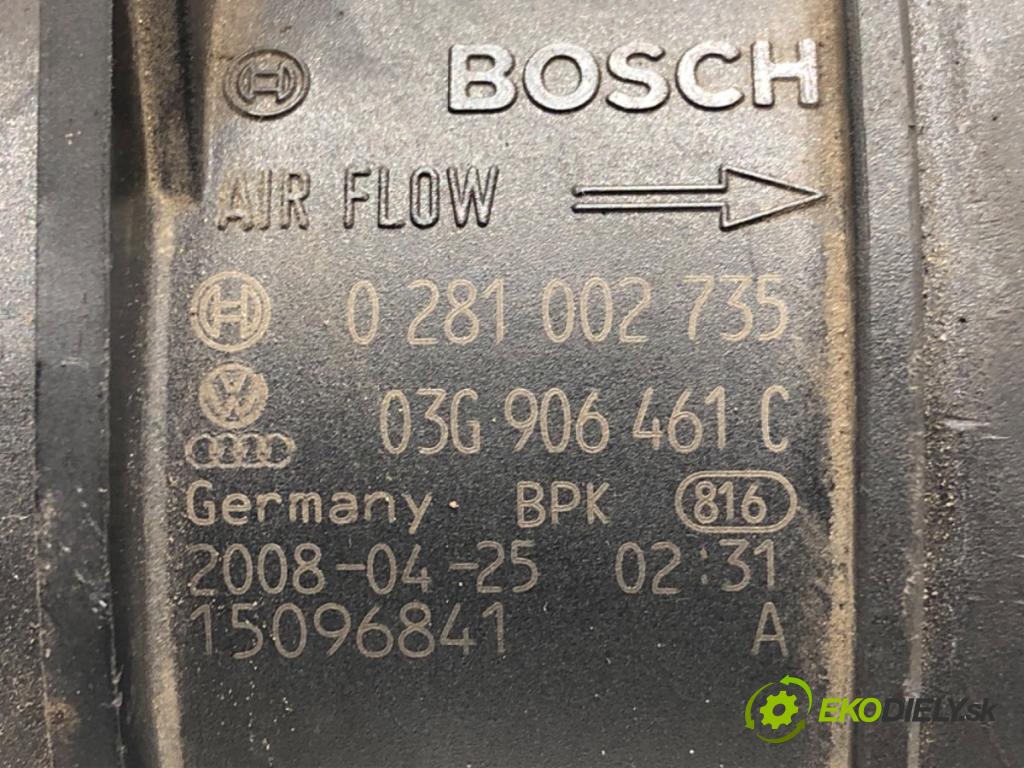 BOSCH
AIR FLOW
0 281 002 735
03G 906 461 C
Germany BPK 816
2008-04-25 02:31
15096841 A
EKODIELY.sk